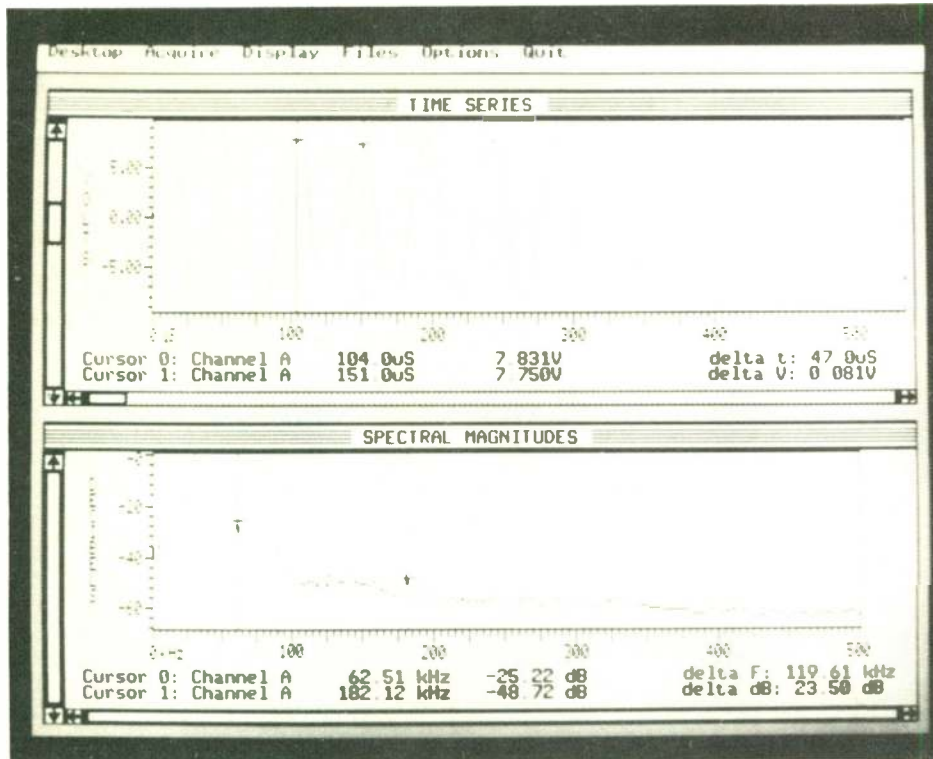 Desktop Acquire Display Files Options Quit
TIME SERIES
5.00
0.00
-5.00
100 200 400
Cursor 0: Channel A 104.0uS 7.831V delta t: 47.0uS
Cursor 1: Channel A 151.0uS 7.750V delta V: 0.081V
SPECTRAL MAGNITUDES
-20
-40
100 200 300 400 500
Cursor 0: Channel A 62.51 kHz -25.22 dB delta F: 119.61 kHz
Cursor 1: Channel A 182.12 kHz -48.72 dB delta dB: 23.50 dB